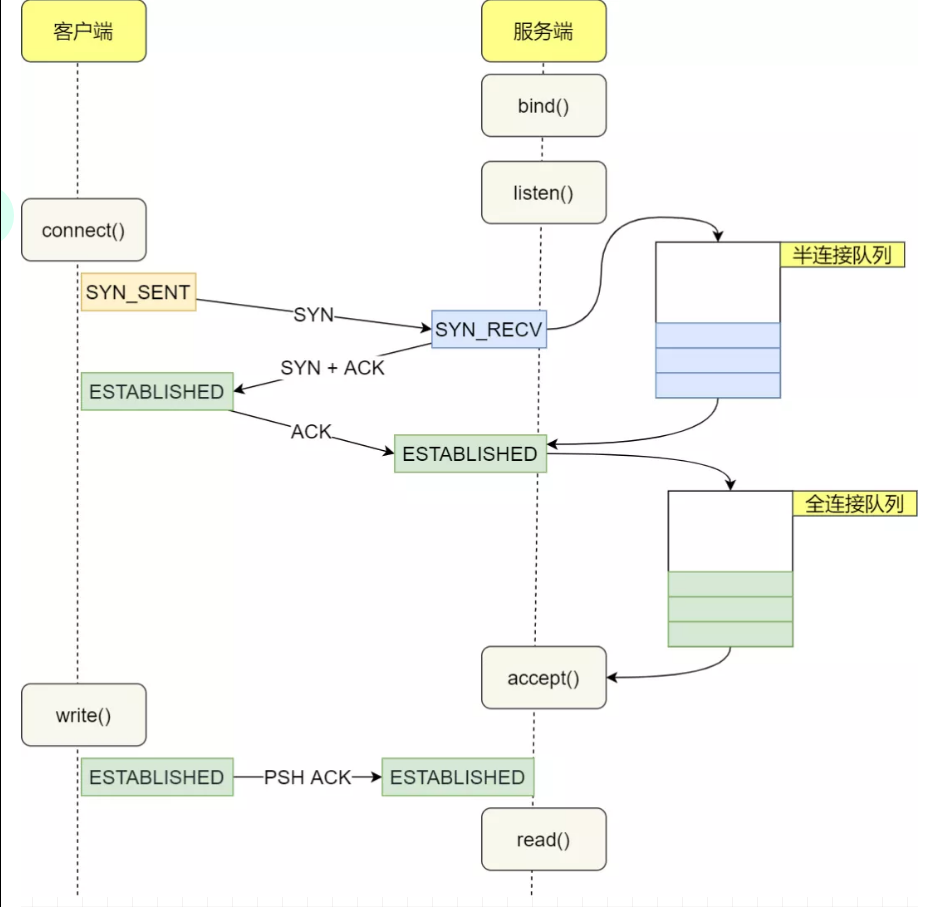 客户端
服务端
bind()
listen()
connect()
半连接队列
SYN_SENT
SYN
SYN_RECV
SYN + ACK
ESTABLISHED
ACK
ESTABLISHED
全连接队列
accept()
write()
ESTABLISHED
PSH ACK
ESTABLISHED
read()